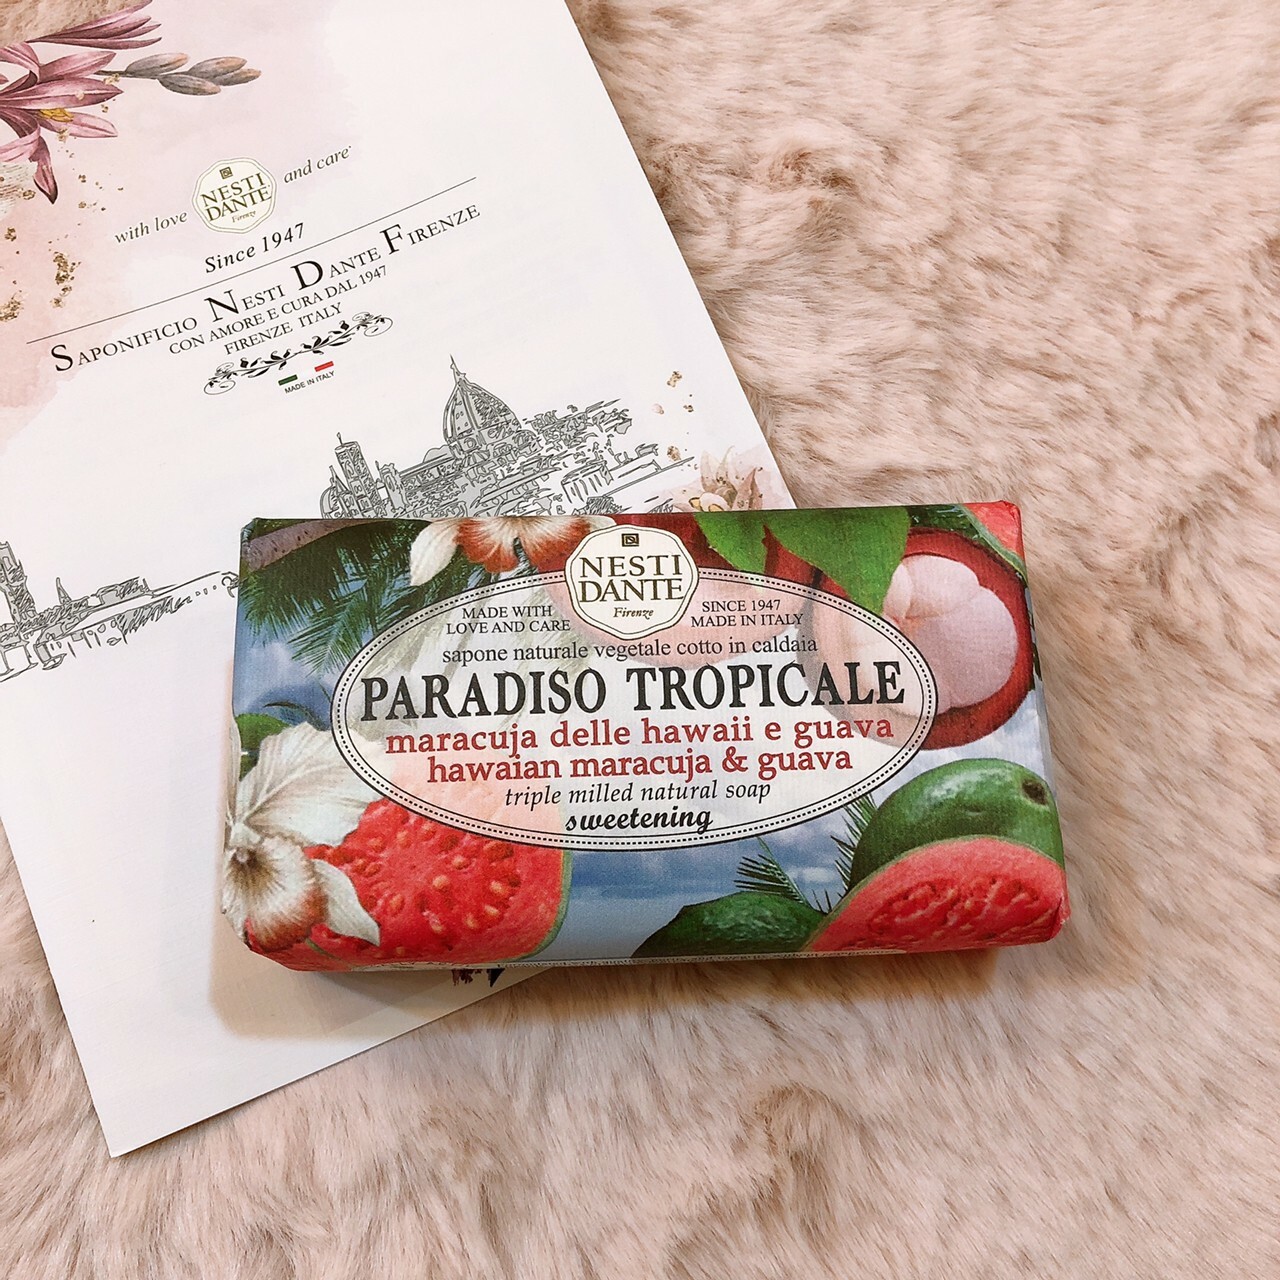 with love
NESTI
DANTE
Firenze
and care
Since 1947
SAPONIFICIO NESTI DANTE FIRENZE
CON AMORE E CURA DAL 1947
FIRENZE ITALY
MADE IN ITALY
NESTI
DANTE
Firenze
MADE WITH
LOVE AND CARE
SINCE 1947
MADE IN ITALY
sapone naturale vegetale cotto in caldaia
PARADISO TROPICALE
maracuja delle hawaii e guava
hawaian maracuja & guava
triple milled natural soap
sweetening